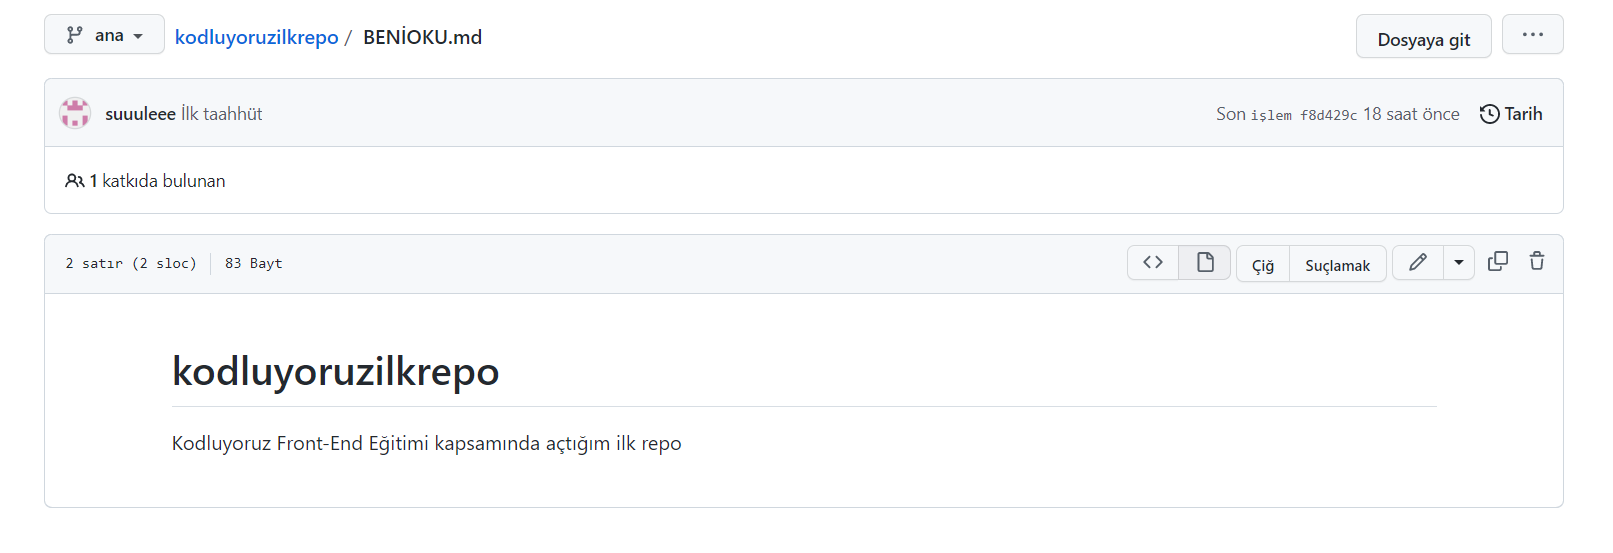 ana kodluyoruzilkrepo / BENİOKU.md Dosyaya git ...
suuuleee İlk taahhüt Son işlem f8d429c 18 saat önce Tarih
1 katkıda bulunan
2 satır (2 sloc) 83 Bayt <> Çiğ Suçlamak
kodluyoruzilkrepo
Kodluyoruz Front-End Eğitimi kapsamında açtığım ilk repo